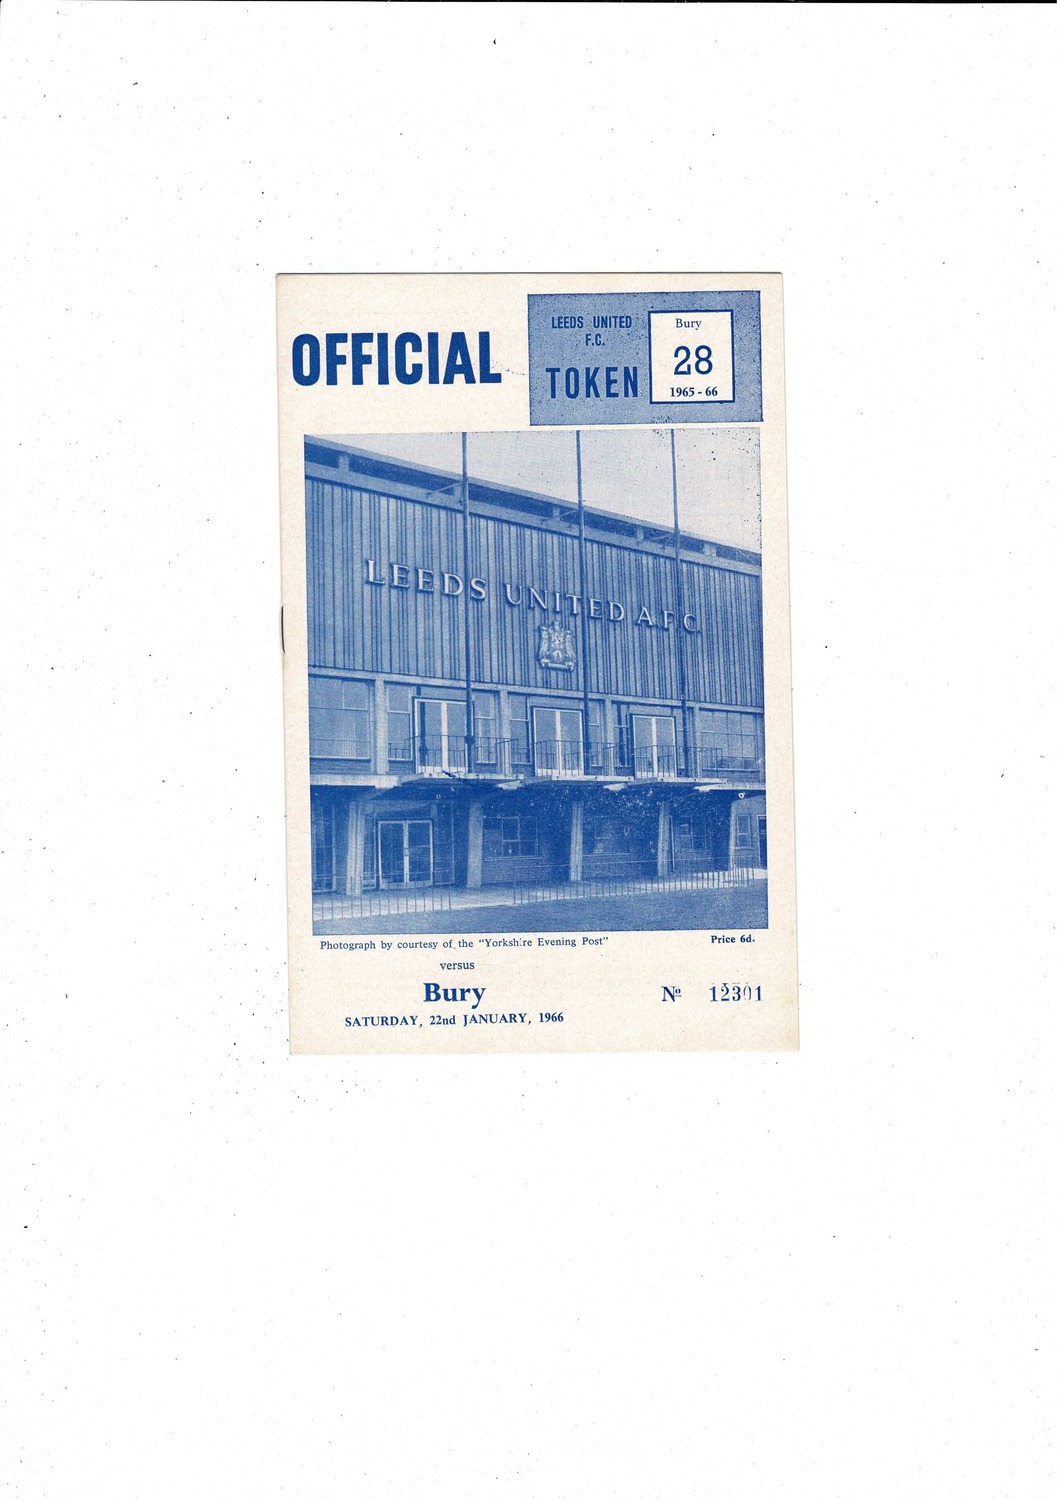 OFFICIAL
LEEDS UNITED
F.C.
TOKEN
Bury
28
1965 - 66
LEEDS UNITED A.F.C.
Photograph by courtesy of the "Yorkshire Evening Post"
Price 6d.
versus
Bury
Nº 12301
SATURDAY, 22nd JANUARY, 1966